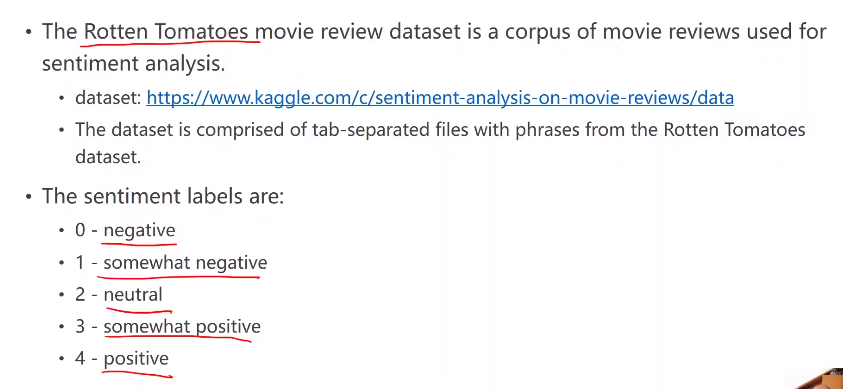 • The Rotten Tomatoes movie review dataset is a corpus of movie reviews used for
sentiment analysis.
• dataset: https://www.kaggle.com/c/sentiment-analysis-on-movie-reviews/data
• The dataset is comprised of tab-separated files with phrases from the Rotten Tomatoes
dataset.
• The sentiment labels are:
• 0 - negative
• 1 - somewhat negative
• 2 - neutral
• 3 - somewhat positive
• 4 - positive